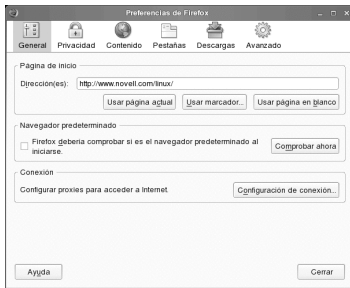 Preferencias de Firefox
General Privacidad Contenido Pestañas Descargas Avanzado
Página de inicio
Dirección(es): http://www.novell.com/linux/
Usar página actual Usar marcador... Usar página en blanco
Navegador predeterminado
Firefox debería comprobar si es el navegador predeterminado al
iniciarse.
Comprobar ahora
Conexión
Configurar proxies para acceder a Internet. Configuración de conexión...
Ayuda Cerrar